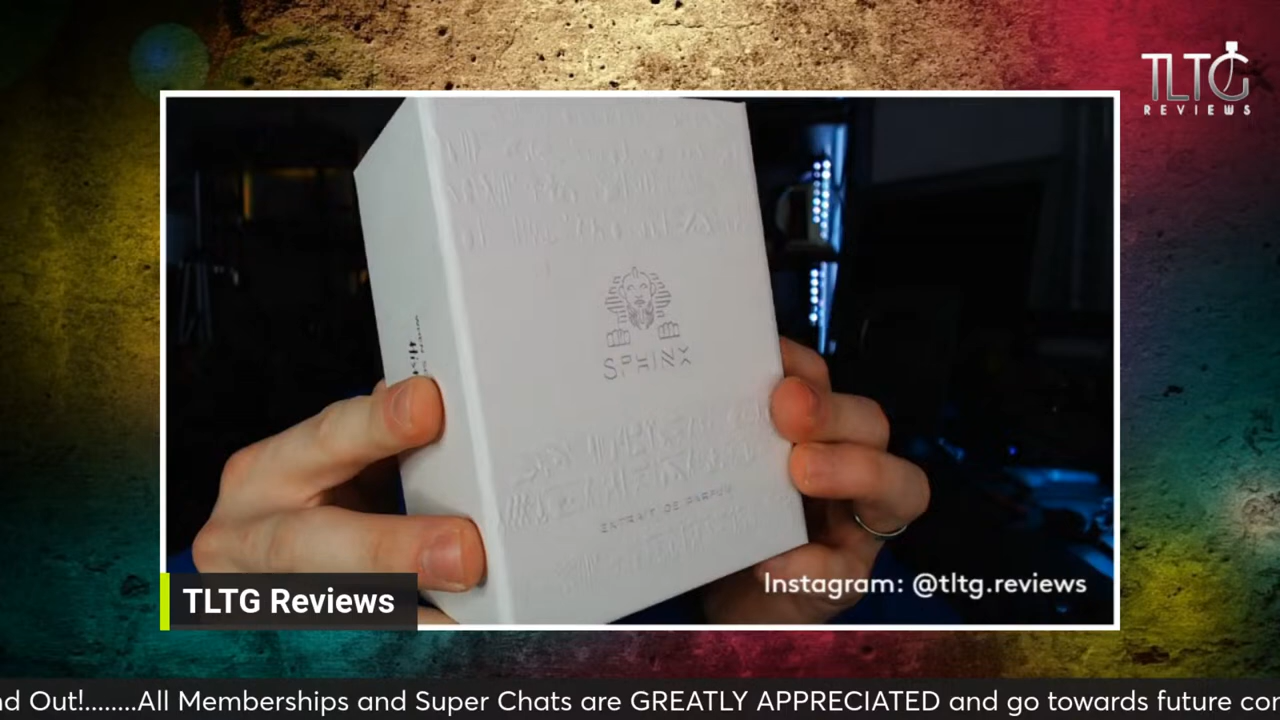 TLTG
REVIEWS
SPHINX
EXTRAIT DE PARFUM
Instagram: @tltg.reviews
TLTG Reviews
nd Out!........All Memberships and Super Chats are GREATLY APPRECIATED and go towards future con